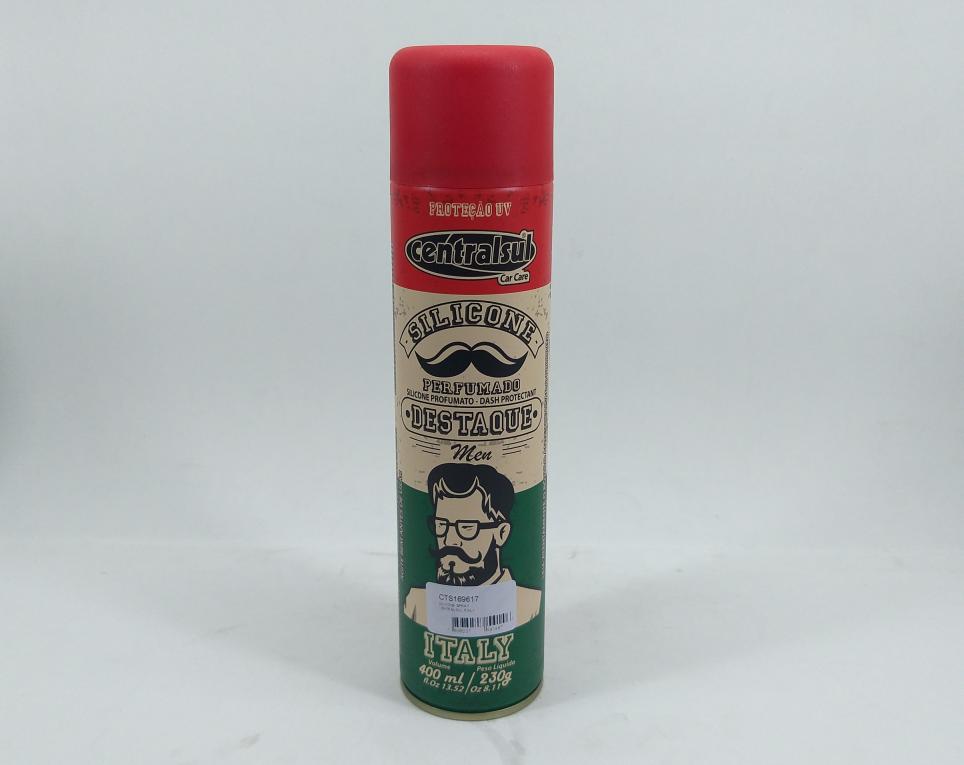 PROTEÇÃO UV
centralsul
Car Care
SILICONE
PERFUMADO
SILICONE PROFUMATO - DASH PROTECTANT
DESTAQUE
Men
CTS169617
ITALY
Volume Peso Líquido
400 ml / 230g
fl.Oz 13.52 / Oz 8.11